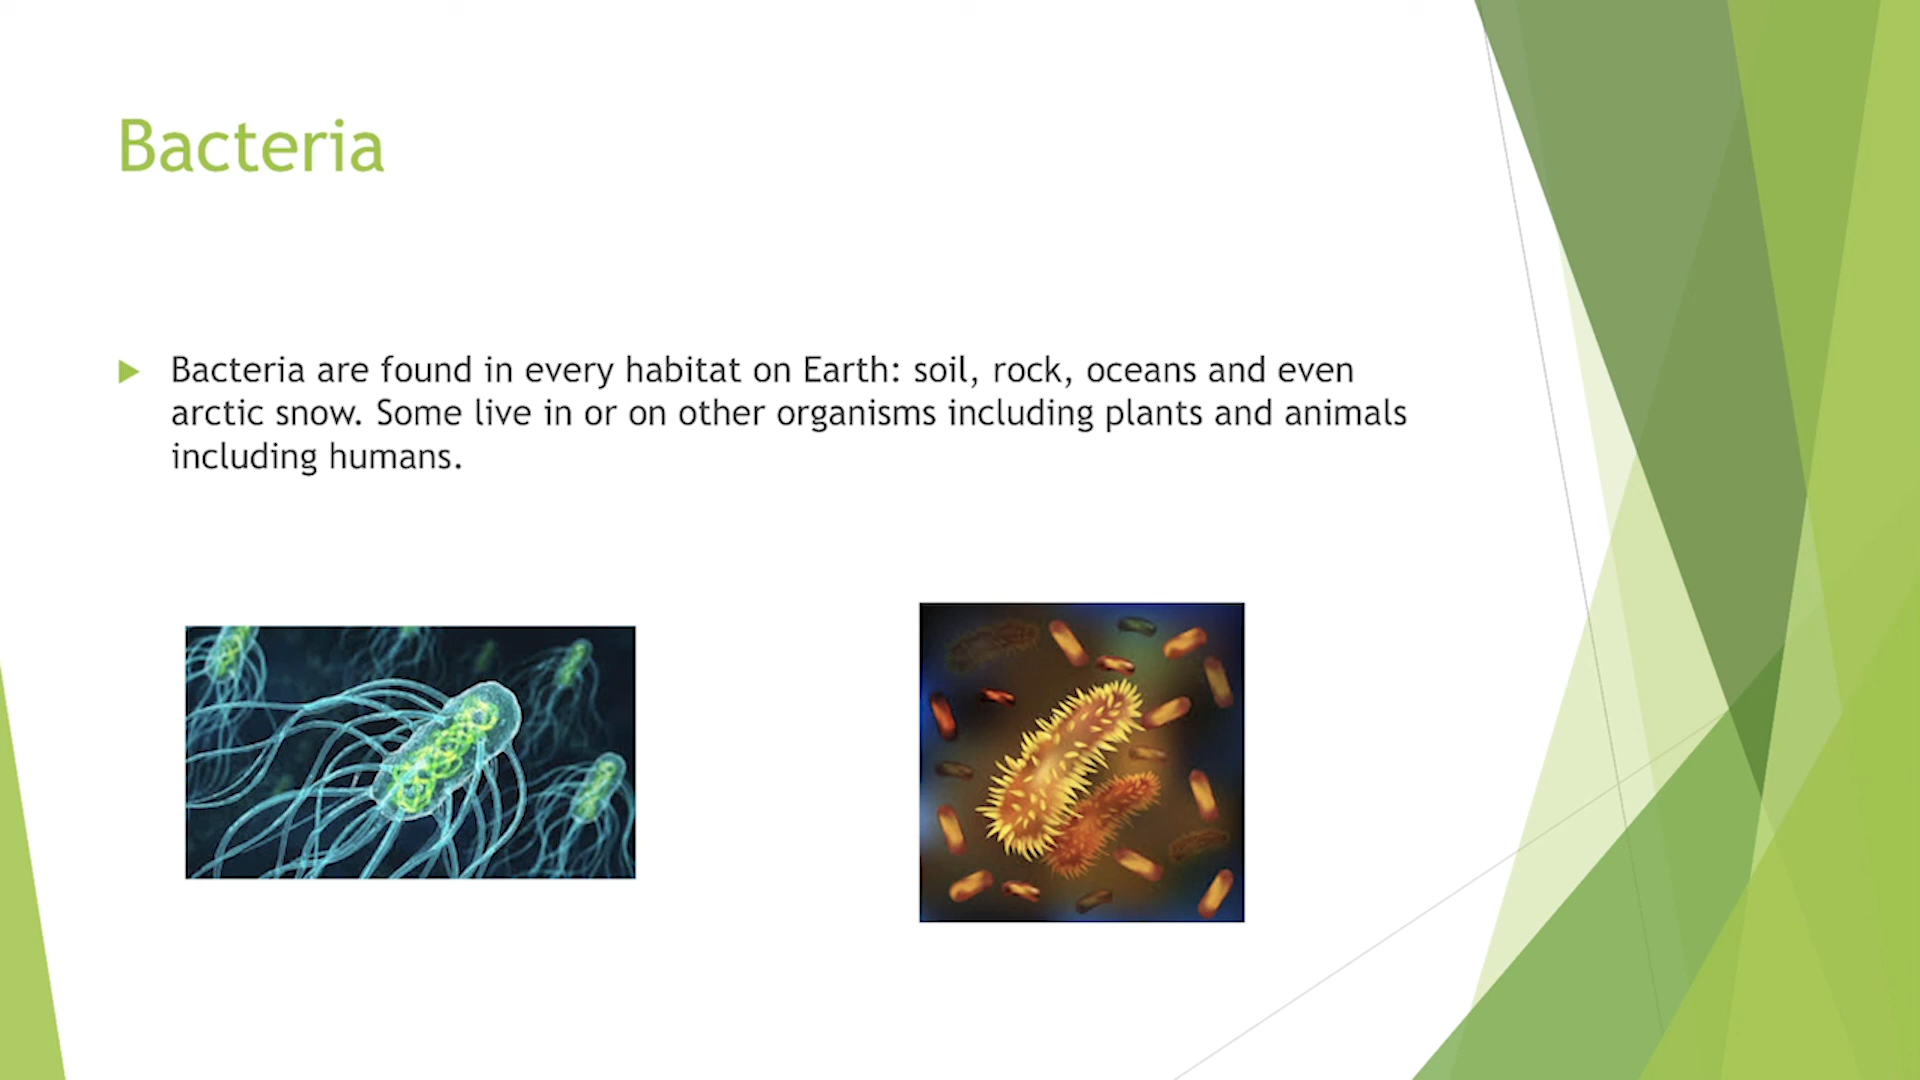 Bacteria
Bacteria are found in every habitat on Earth: soil, rock, oceans and even
arctic snow. Some live in or on other organisms including plants and animals
including humans.